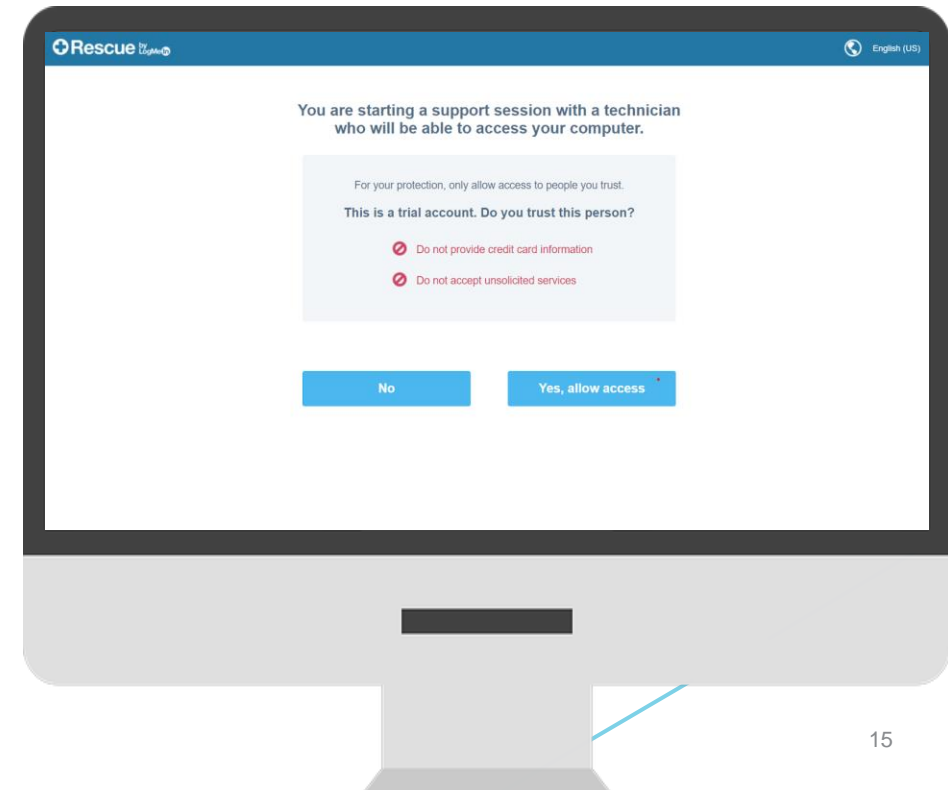 Rescue by LogMeIn
English (US)
You are starting a support session with a technician
who will be able to access your computer.
For your protection, only allow access to people you trust.
This is a trial account. Do you trust this person?
Do not provide credit card information
Do not accept unsolicited services
No
Yes, allow access
15